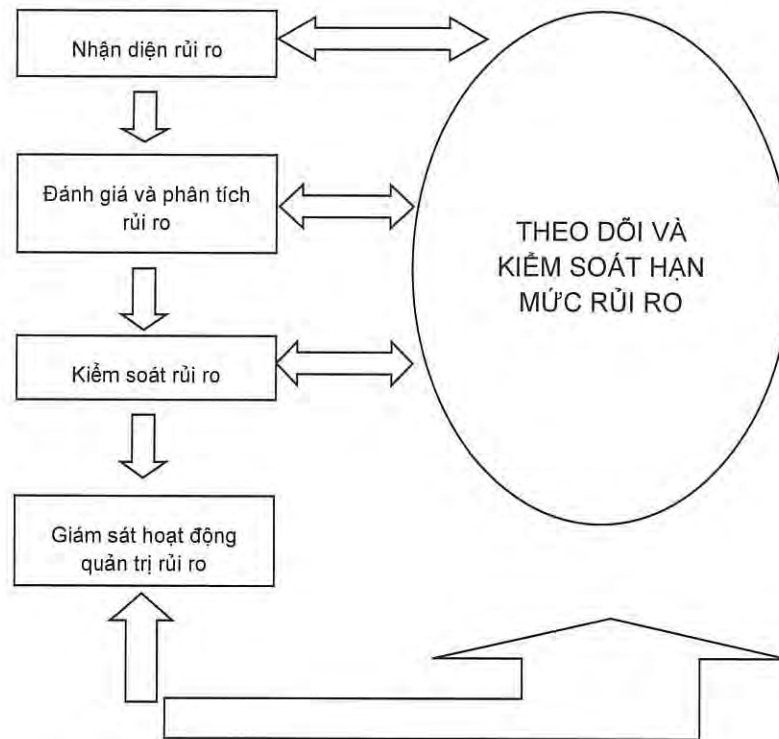 Nhận diện rủi ro
Đánh giá và phân tích
rủi ro
Kiểm soát rủi ro
Giám sát hoạt động
quản trị rủi ro
THEO DÕI VÀ
KIỂM SOÁT HẠN
MỨC RỦI RO